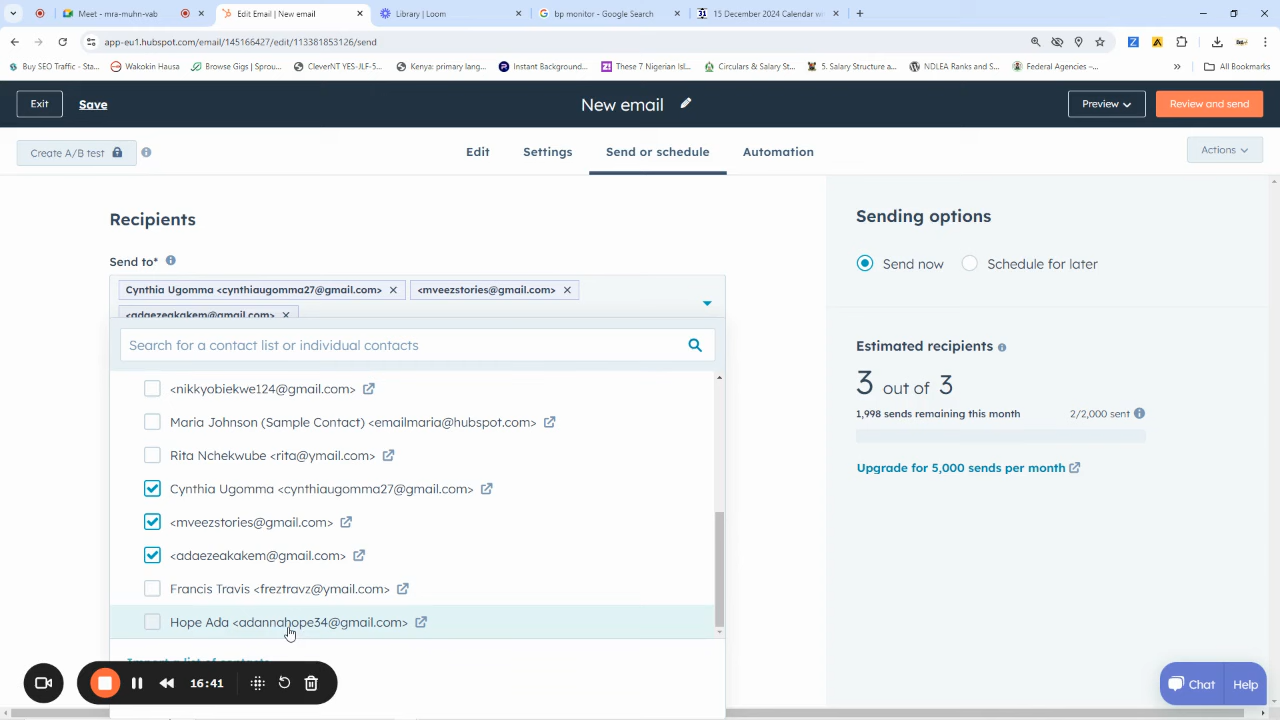 Meet - mra-muhn-vab
Edit Email | New email
Library | Loom
bp monitor - Google Search
15 December 2024 Calendar wi
app-eu1.hubspot.com/email/145166427/edit/113381853126/send
Buy SEO Traffic - Sta...
Wakokin Hausa
Browse Gigs | Sprou...
CleverNT YES-JLF-5...
Kenya: primary lang...
Instant Background...
These 7 Nigerian Ist...
Circulars & Salary St...
5. Salary Structure a...
NDLEA Ranks and S...
Federal Agencies –...
»
All Bookmarks
Exit
Save
New email
Preview
Review and send
Create A/B test
Edit
Settings
Send or schedule
Automation
Actions
Recipients
Send to*
Cynthia Ugomma <cynthiaugomma27@gmail.com>
<mveezstories@gmail.com>
<adaezeakakem@gmail.com>
Search for a contact list or individual contacts
<nikkyobiekwe124@gmail.com>
Maria Johnson (Sample Contact) <emailmaria@hubspot.com>
Rita Nchekwube <rita@ymail.com>
Cynthia Ugomma <cynthiaugomma27@gmail.com>
<mveezstories@gmail.com>
<adaezeakakem@gmail.com>
Francis Travis <freztravz@ymail.com>
Hope Ada <adannahope34@gmail.com>
Import a list of contacts
16:41
Sending options
Send now
Schedule for later
Estimated recipients
3 out of 3
1,998 sends remaining this month
2/2,000 sent
Upgrade for 5,000 sends per month
Chat
Help